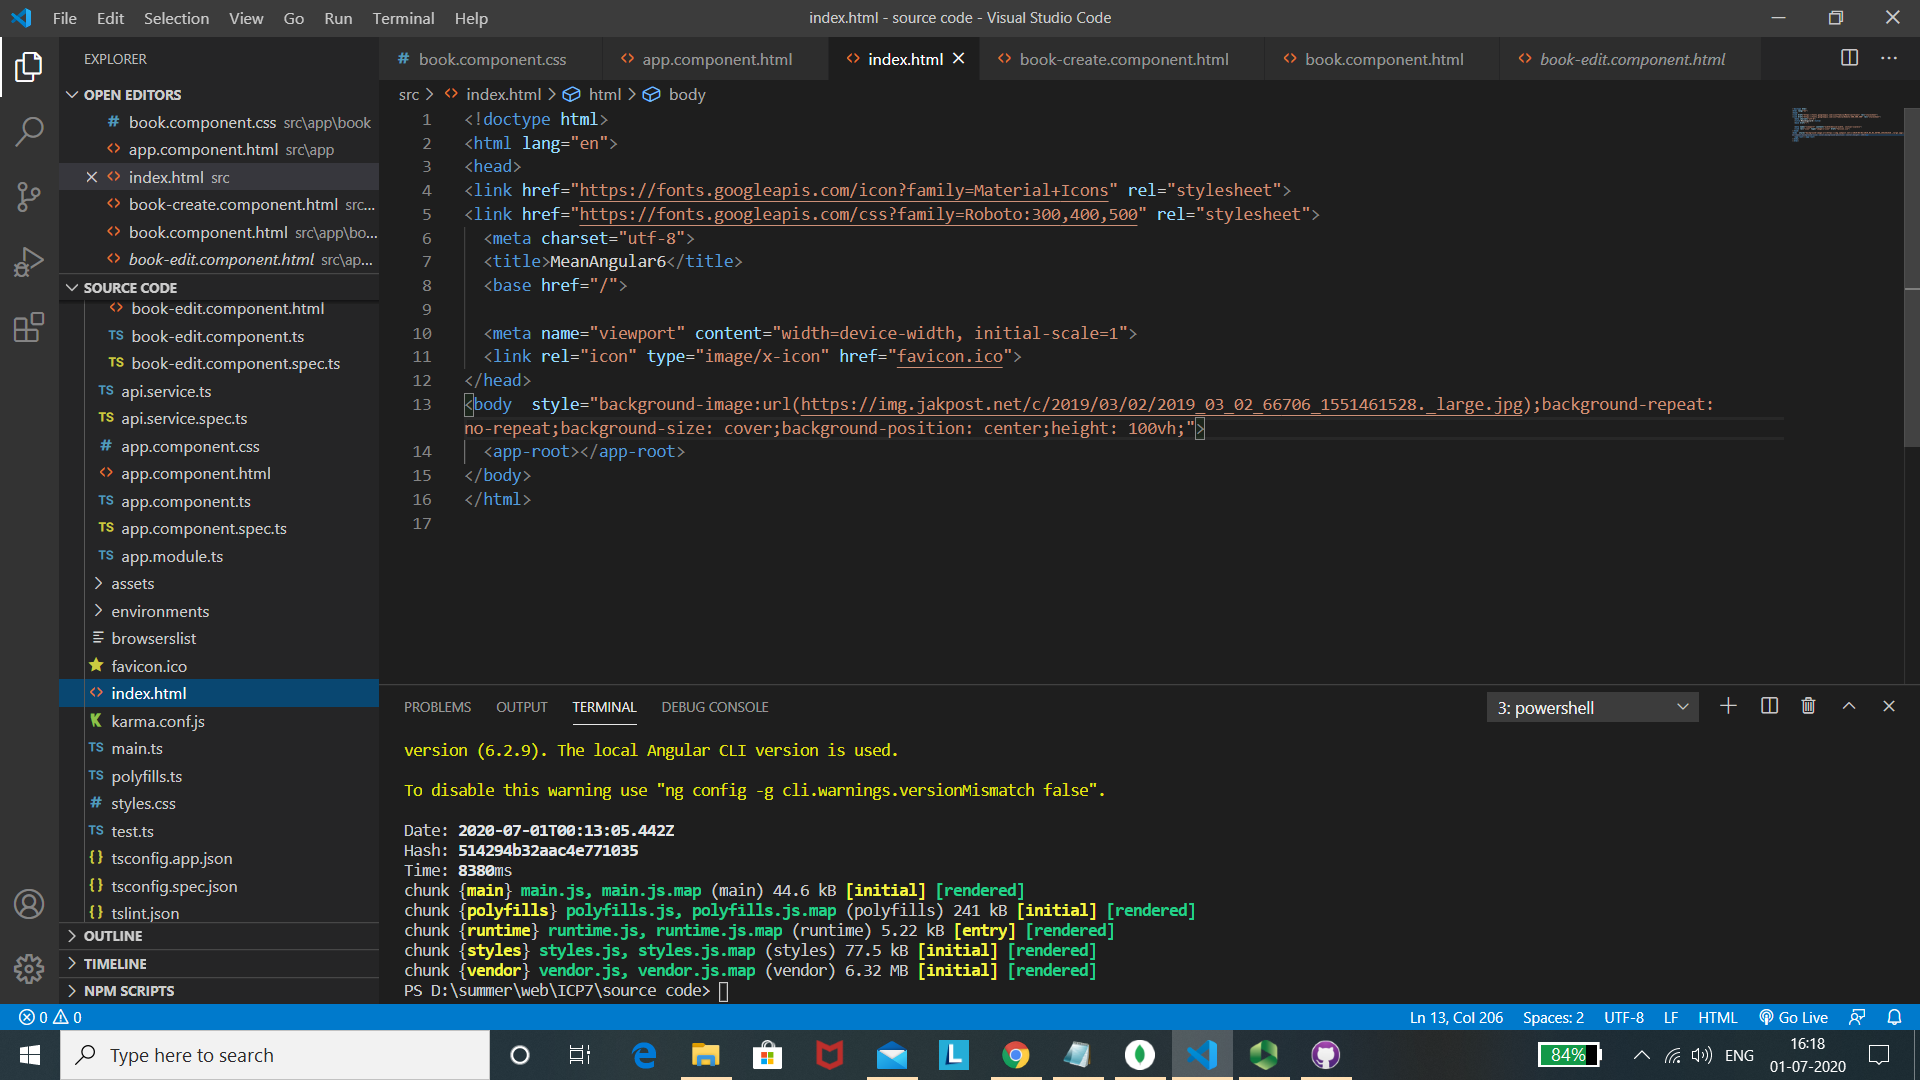 File Edit Selection View Go Run Terminal Help
index.html - source code - Visual Studio Code
EXPLORER
OPEN EDITORS
book.component.css src\app\book
app.component.html src\app
index.html src
book-create.component.html src...
book.component.html src\app\bo...
book-edit.component.html src\ap...
SOURCE CODE
book-edit.component.html
book-edit.component.ts
book-edit.component.spec.ts
api.service.ts
api.service.spec.ts
app.component.css
app.component.html
app.component.ts
app.component.spec.ts
app.module.ts
assets
environments
browserslist
favicon.ico
index.html
karma.conf.js
main.ts
polyfills.ts
styles.css
test.ts
tsconfig.app.json
tsconfig.spec.json
tslint.json
OUTLINE
TIMELINE
NPM SCRIPTS
book.component.css app.component.html index.html book-create.component.html book.component.html book-edit.component.html
src > index.html > html > body
1 <!doctype html>
2 <html lang="en">
3 <head>
4 <link href="https://fonts.googleapis.com/icon?family=Material+Icons" rel="stylesheet">
5 <link href="https://fonts.googleapis.com/css?family=Roboto:300,400,500" rel="stylesheet">
6 <meta charset="utf-8">
7 <title>MeanAngular6</title>
8 <base href="/">
9
10 <meta name="viewport" content="width=device-width, initial-scale=1">
11 <link rel="icon" type="image/x-icon" href="favicon.ico">
12 </head>
13 <body  style="background-image:url(https://img.jakpost.net/c/2019/03/02/2019_03_02_66706_1551461528._large.jpg);background-repeat:
no-repeat;background-size: cover;background-position: center;height: 100vh;">
14 <app-root></app-root>
15 </body>
16 </html>
17
PROBLEMS OUTPUT TERMINAL DEBUG CONSOLE
3: powershell
version (6.2.9). The local Angular CLI version is used.
To disable this warning use "ng config -g cli.warnings.versionMismatch false".
Date: 2020-07-01T00:13:05.442Z
Hash: 514294b32aac4e771035
Time: 8380ms
chunk {main} main.js, main.js.map (main) 44.6 kB [initial] [rendered]
chunk {polyfills} polyfills.js, polyfills.js.map (polyfills) 241 kB [initial] [rendered]
chunk {runtime} runtime.js, runtime.js.map (runtime) 5.22 kB [entry] [rendered]
chunk {styles} styles.js, styles.js.map (styles) 77.5 kB [initial] [rendered]
chunk {vendor} vendor.js, vendor.js.map (vendor) 6.32 MB [initial] [rendered]
PS D:\summer\web\ICP7\source code>
0 0
Ln 13, Col 206 Spaces: 2 UTF-8 LF HTML Go Live
Type here to search
84%
ENG
16:18
01-07-2020